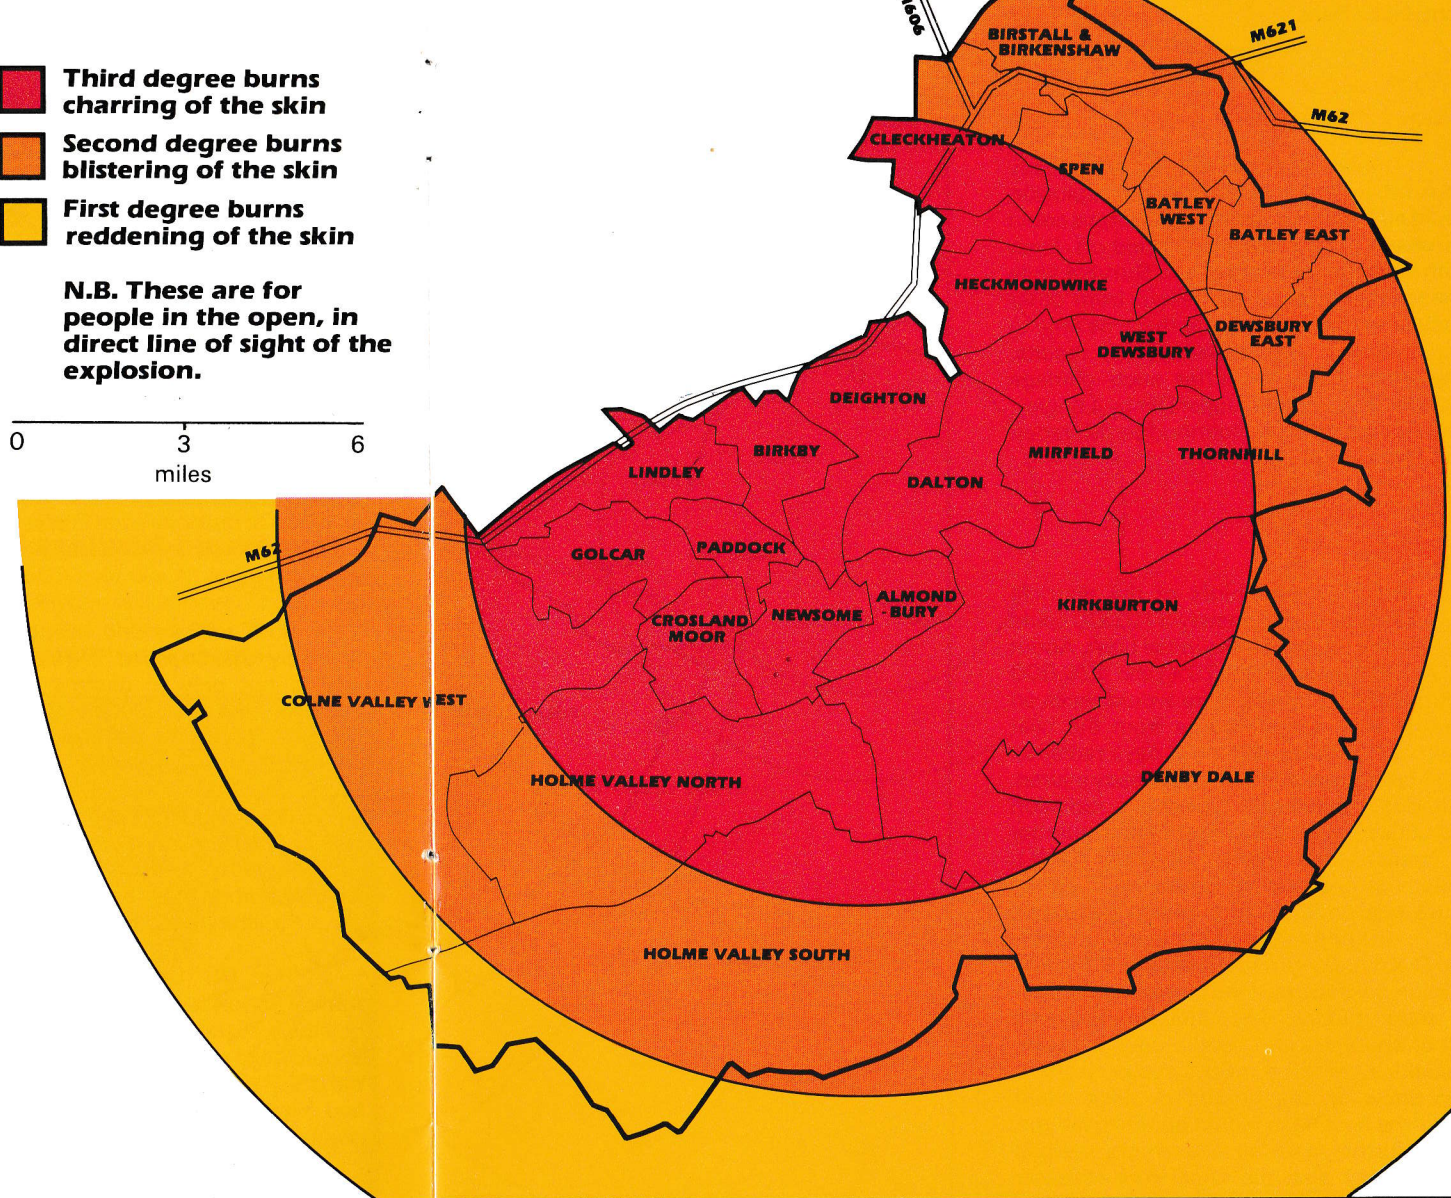 Third degree burns
charring of the skin
Second degree burns
blistering of the skin
First degree burns
reddening of the skin
N.B. These are for
people in the open, in
direct line of sight of the
explosion.
0 3 6
miles
M606
M621
M62
BIRSTALL &
BIRKENSHAW
CLECKHEATON
SPEN
BATLEY
WEST
BATLEY EAST
HECKMONDWIKE
WEST
DEWSBURY
DEWSBURY
EAST
DEIGHTON
BIRKBY
LINDLEY
DALTON
MIRFIELD
THORNHILL
GOLCAR
PADDOCK
M62
CROSLAND
MOOR
NEWSOME
ALMOND
-BURY
KIRKBURTON
COLNE VALLEY WEST
HOLME VALLEY NORTH
DENBY DALE
HOLME VALLEY SOUTH